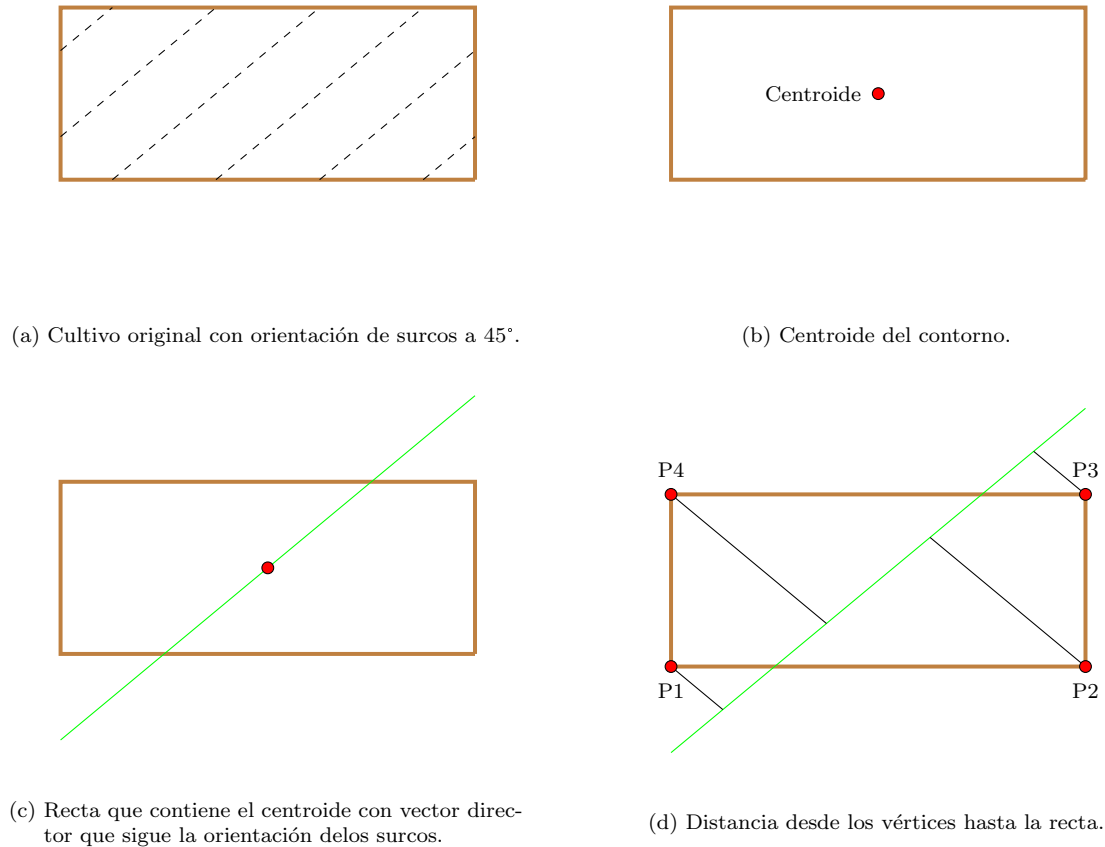 Centroide
(a) Cultivo original con orientación de surcos a 45°.
(b) Centroide del contorno.
P4
P3
P1
P2
(c) Recta que contiene el centroide con vector direc-
tor que sigue la orientación delos surcos.
(d) Distancia desde los vértices hasta la recta.